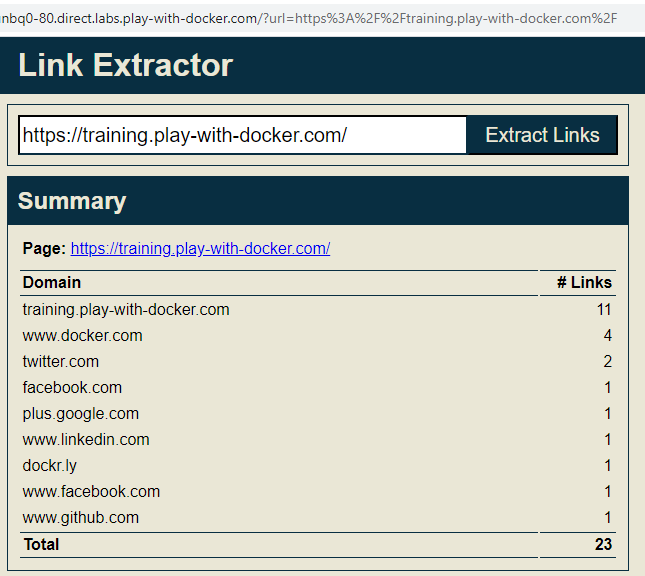 nbq0-80.direct.labs.play-with-docker.com/?url=https%3A%2F%2Ftraining.play-with-docker.com%2F
Link Extractor
https://training.play-with-docker.com/ Extract Links
Summary
Page: https://training.play-with-docker.com/
Domain # Links
training.play-with-docker.com 11
www.docker.com 4
twitter.com 2
facebook.com 1
plus.google.com 1
www.linkedin.com 1
dockr.ly 1
www.facebook.com 1
www.github.com 1
Total 23